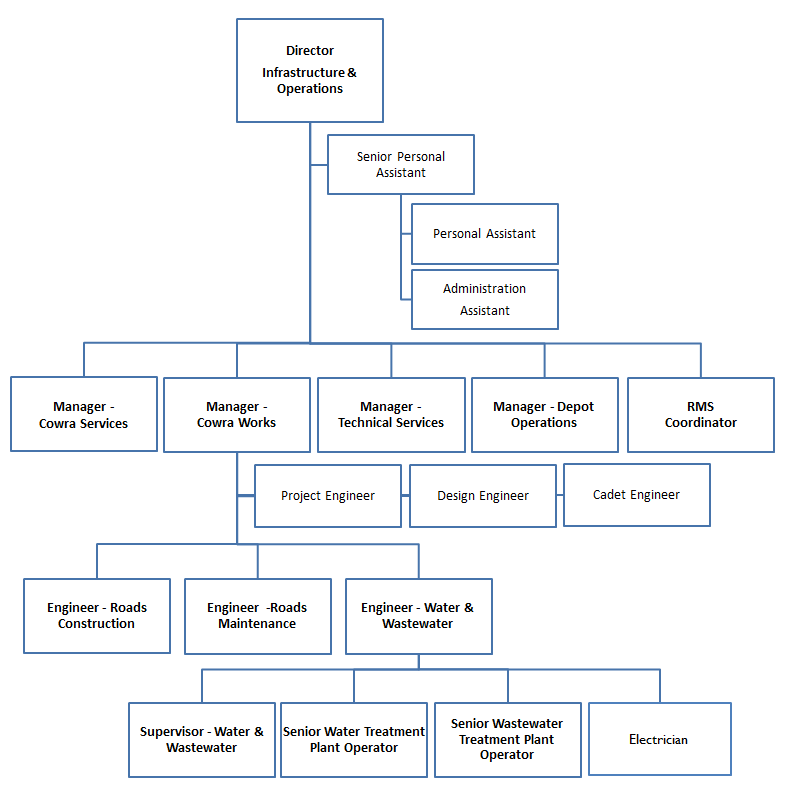 Director
Infrastructure &
Operations
Senior Personal
Assistant
Personal Assistant
Administration
Assistant
Manager -
Cowra Services
Manager -
Cowra Works
Manager -
Technical Services
Manager - Depot
Operations
RMS
Coordinator
Project Engineer
Design Engineer
Cadet Engineer
Engineer - Roads
Construction
Engineer -Roads
Maintenance
Engineer - Water &
Wastewater
Supervisor - Water &
Wastewater
Senior Water Treatment
Plant Operator
Senior Wastewater
Treatment Plant
Operator
Electrician